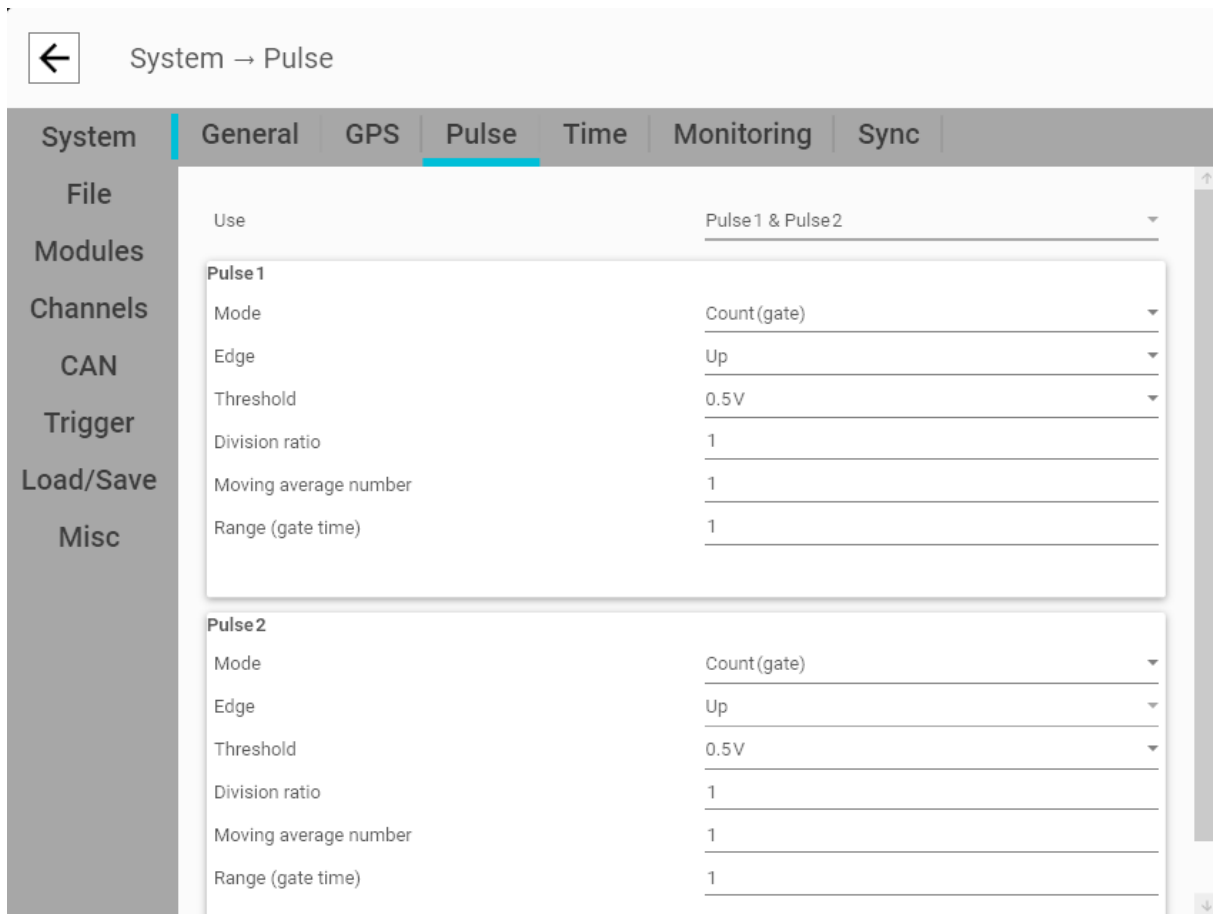 System → Pulse
System General GPS Pulse Time Monitoring Sync
File
Modules
Channels
CAN
Trigger
Load/Save
Misc
Use Pulse1 & Pulse2
Pulse1
Mode Count(gate)
Edge Up
Threshold 0.5V
Division ratio 1
Moving average number 1
Range (gate time) 1
Pulse2
Mode Count(gate)
Edge Up
Threshold 0.5V
Division ratio 1
Moving average number 1
Range (gate time) 1